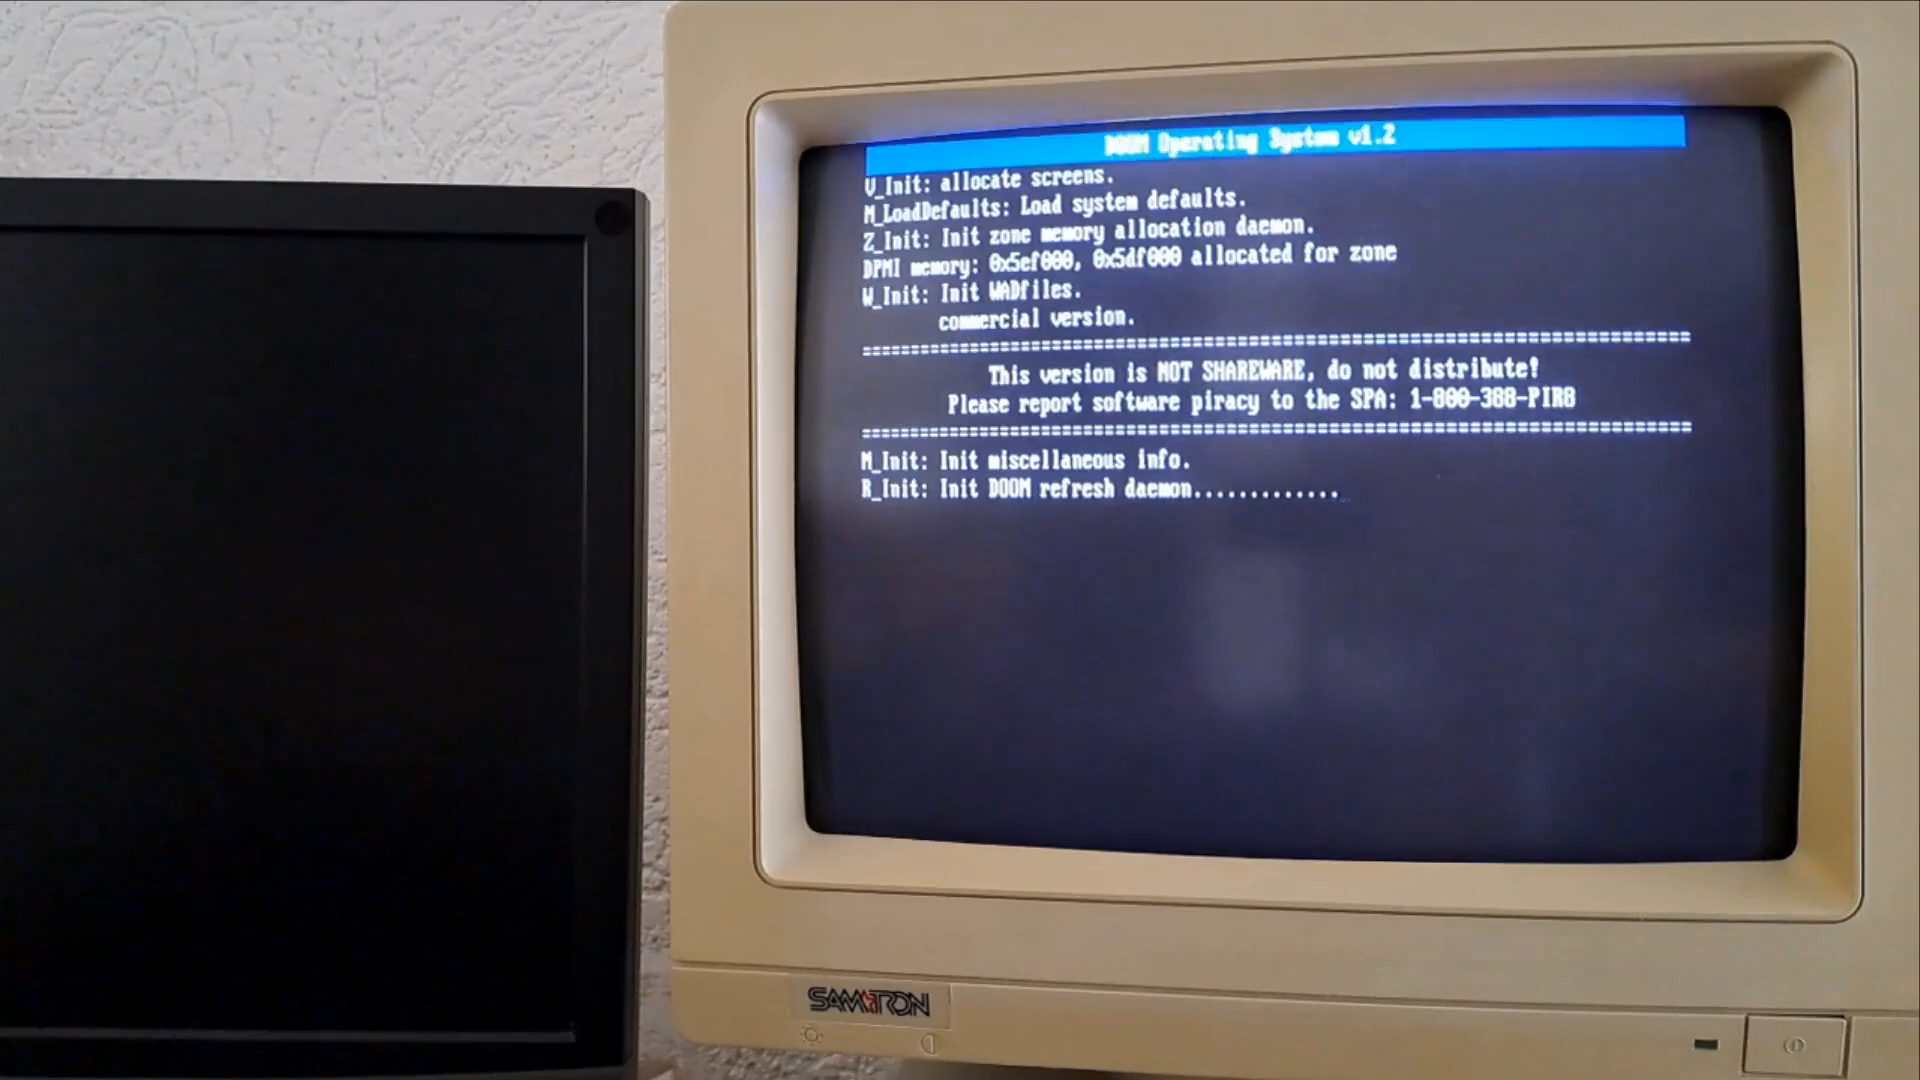 DOOM Operating System v1.2
V_Init: allocate screens.
M_LoadDefaults: Load system defaults.
Z_Init: Init zone memory allocation daemon.
DPMI memory: 0x5ef000, 0x5df000 allocated for zone
W_Init: Init WADfiles.
commercial version.
===============================================================================
This version is NOT SHAREWARE, do not distribute!
Please report software piracy to the SPA: 1-800-388-PIR8
===============================================================================
M_Init: Init miscellaneous info.
R_Init: Init DOOM refresh daemon.............
SAMTRON